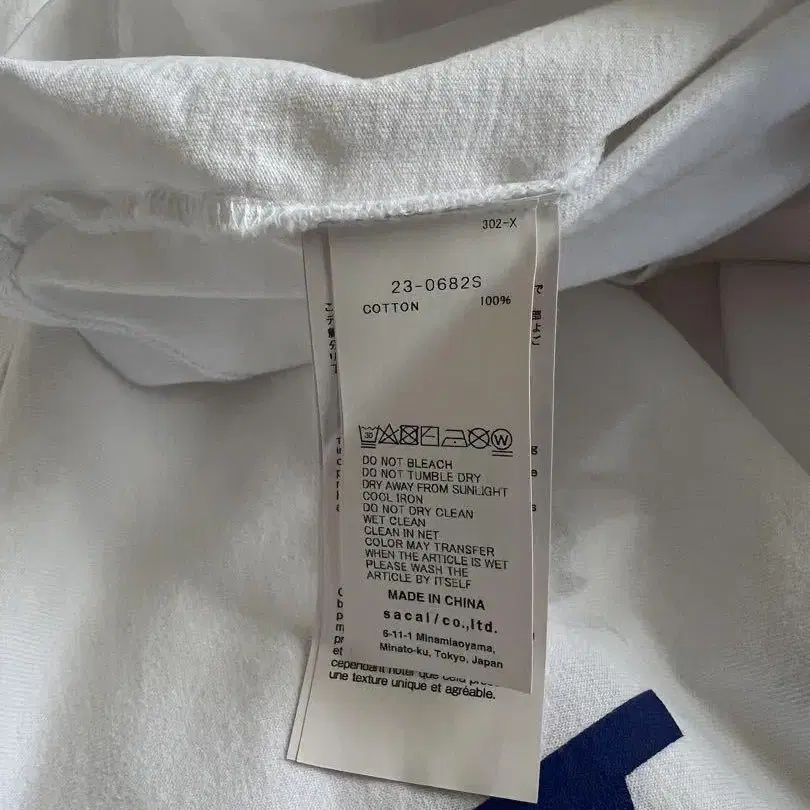 302-X
23-0682S
COTTON 100%
30
W
DO NOT BLEACH
DO NOT TUMBLE DRY
DRY AWAY FROM SUNLIGHT
COOL IRON
DO NOT DRY CLEAN
WET CLEAN
CLEAN IN NET
COLOR MAY TRANSFER
WHEN THE ARTICLE IS WET
PLEASE WASH THE
ARTICLE BY ITSELF
MADE IN CHINA
sacai/co.,ltd.
6-11-1 Minamiaoyama,
Minato-ku, Tokyo, Japan
et
cependant noter que cela
une texture unique et agréable.